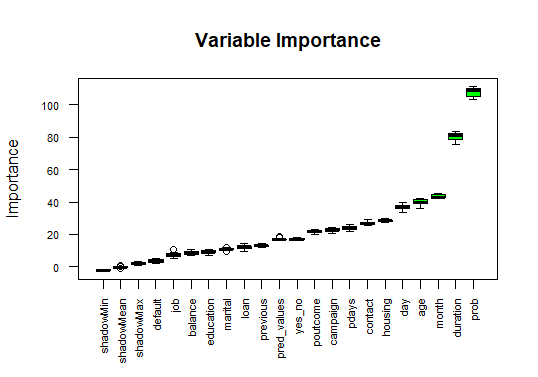 Variable Importance
Importance
100
80
60
40
20
0
shadowMin
shadowMean
shadowMax
default
job
balance
education
marital
loan
previous
pred_values
yes_no
poutcome
campaign
pdays
contact
housing
day
age
month
duration
prob